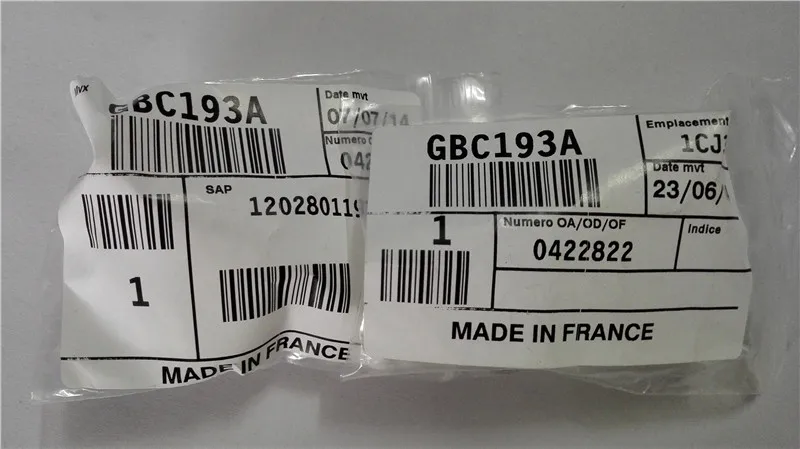 GBC193A
Date mvt
07/07/14
Numero
042
SAP
120280119
1
MADE IN FRANCE
GBC193A
Emplacement
1CJ
Date mvt
23/06/
1
Numero OA/OD/OF
0422822
Indice
MADE IN FRANCE